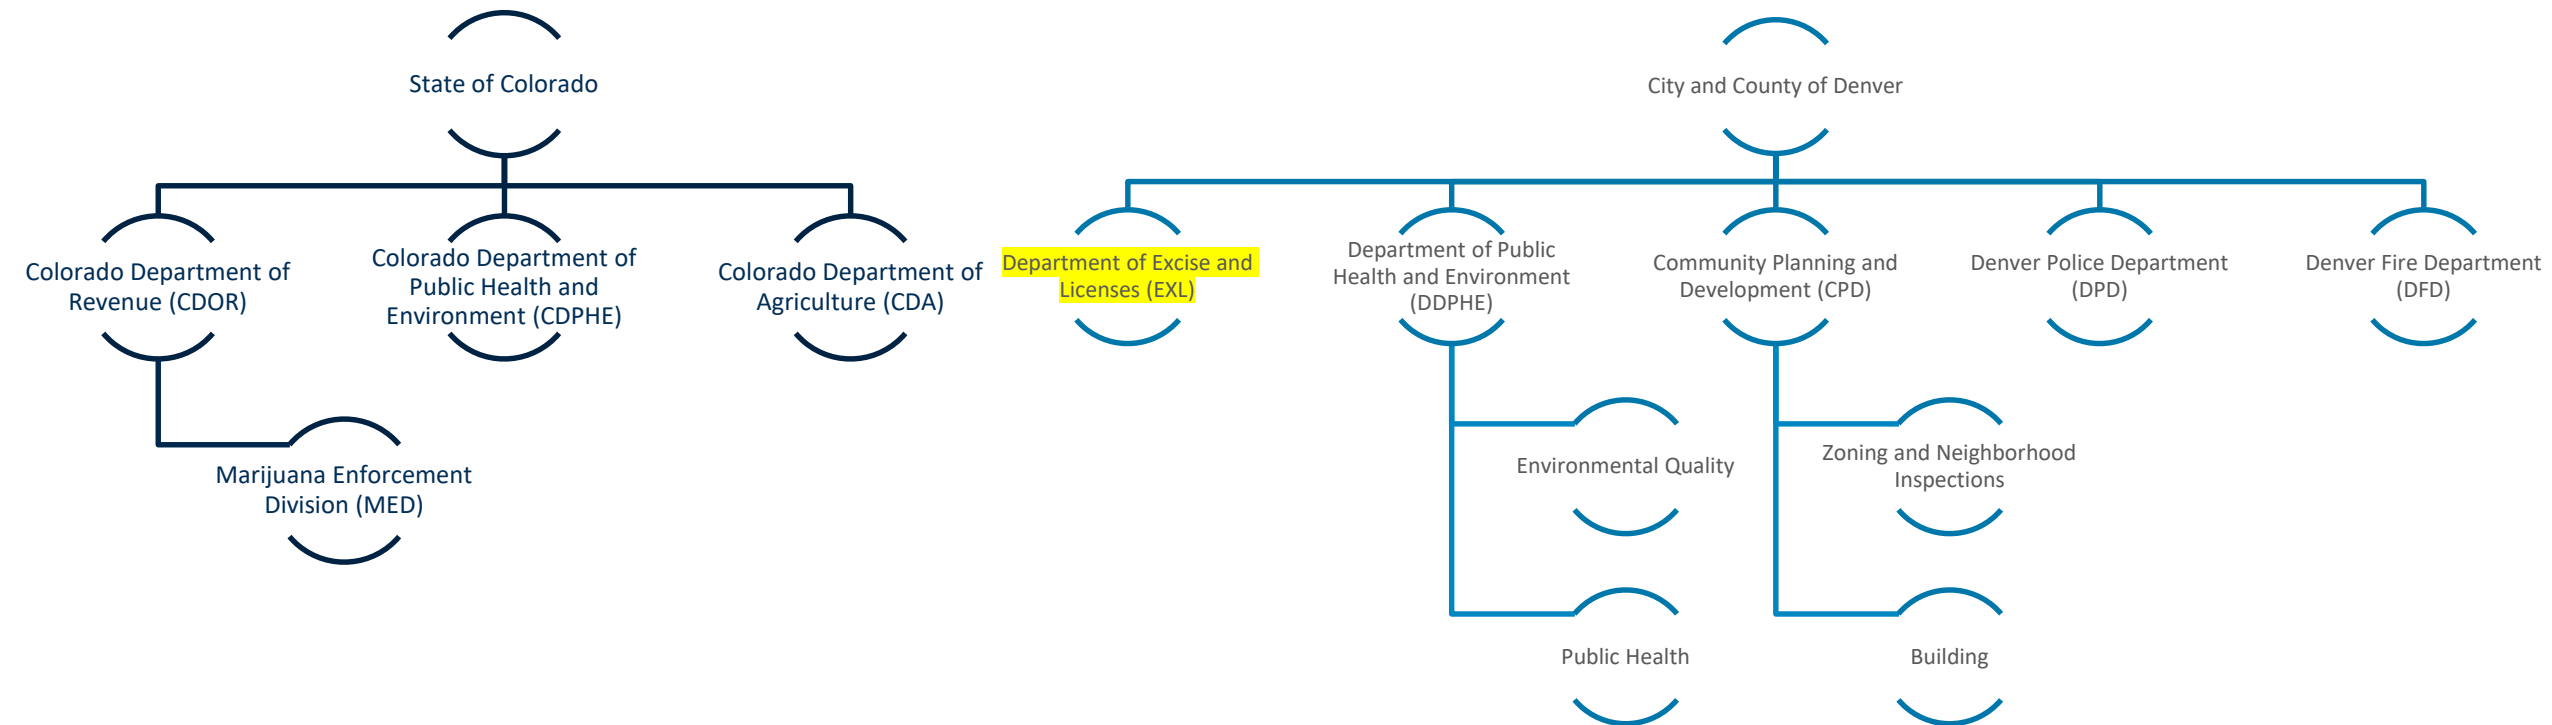 State of Colorado
Colorado Department of
Revenue (CDOR)
Colorado Department of
Public Health and
Environment (CDPHE)
Colorado Department of
Agriculture (CDA)
Marijuana Enforcement
Division (MED)
City and County of Denver
Department of Excise and
Licenses (EXL)
Department of Public
Health and Environment
(DDPHE)
Community Planning and
Development (CPD)
Denver Police Department
(DPD)
Denver Fire Department
(DFD)
Environmental Quality
Public Health
Zoning and Neighborhood
Inspections
Building